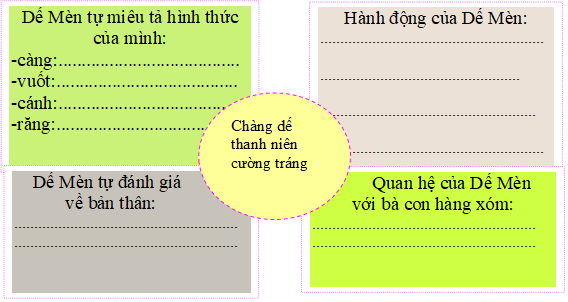 Dế Mèn tự miêu tả hình thức
của mình:
-càng:.......................................
-vuốt:.......................................
-cánh:.......................................
-răng:.......................................
Hành động của Dế Mèn:
Chàng dế
thanh niên
cường tráng
Dế Mèn tự đánh giá
về bản thân:
Quan hệ của Dế Mèn
với bà con hàng xóm: